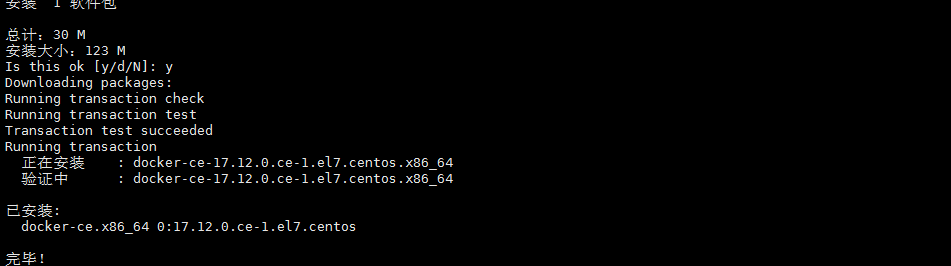 安装  1 软件包
总计：30 M
安装大小：123 M
Is this ok [y/d/N]: y
Downloading packages:
Running transaction check
Running transaction test
Transaction test succeeded
Running transaction
  正在安装    : docker-ce-17.12.0.ce-1.el7.centos.x86_64
  验证中      : docker-ce-17.12.0.ce-1.el7.centos.x86_64
已安装:
  docker-ce.x86_64 0:17.12.0.ce-1.el7.centos
完毕！